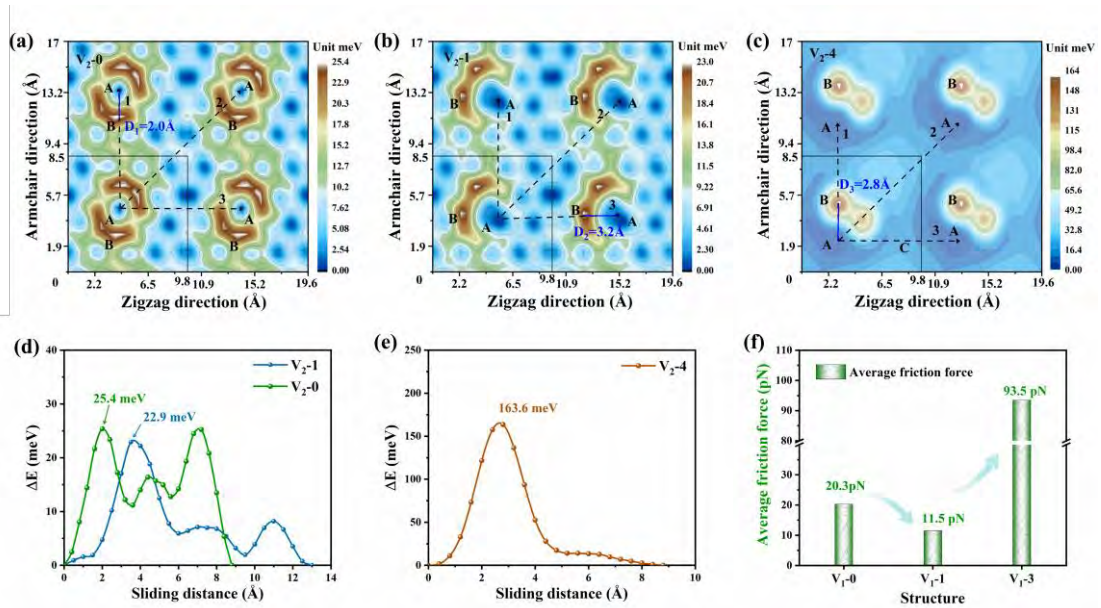 (a)
V2-0
Unit meV
25.4
22.9
20.3
17.8
15.2
12.7
10.2
7.62
5.08
2.54
0.00
17
13.2
9.4
8.5
5.7
1.9
0
2.2
6.5
9.8
10.9
15.2
19.6
Armchair direction (Å)
Zigzag direction (Å)
A
1
B
D1=2.0Å
2
A
B
A
B
3
A
B
(b)
V2-1
Unit meV
23.0
20.7
18.4
16.1
13.8
11.5
9.22
6.91
4.61
2.30
0.00
17
13.2
9.4
8.5
5.7
1.9
0
2.2
6.5
9.8
10.9
15.2
19.6
Armchair direction (Å)
Zigzag direction (Å)
B
A
1
B
2
A
B
A
B
3
A
D2=3.2Å
(c)
V2-4
Unit meV
164
148
131
115
98.4
82.0
65.6
49.2
32.8
16.4
0.00
17
13.2
9.4
8.5
5.7
1.9
0
2.2
6.5
9.8
10.9
15.2
19.6
Armchair direction (Å)
Zigzag direction (Å)
B
A
1
B
2
A
B
D3=2.8Å
A
B
C
3
A
(d)
40
30
20
10
0
ΔE (meV)
V2-1
V2-0
25.4 meV
22.9 meV
0 2 4 6 8 10 12 14
Sliding distance (Å)
(e)
250
200
150
100
50
0
ΔE (meV)
V2-4
163.6 meV
0 2 4 6 8 10
Sliding distance (Å)
(f)
110
100
90
80
30
20
10
0
Average friction force (pN)
Average friction force
20.3pN
11.5 pN
93.5 pN
V1-0 V1-1 V1-3
Structure